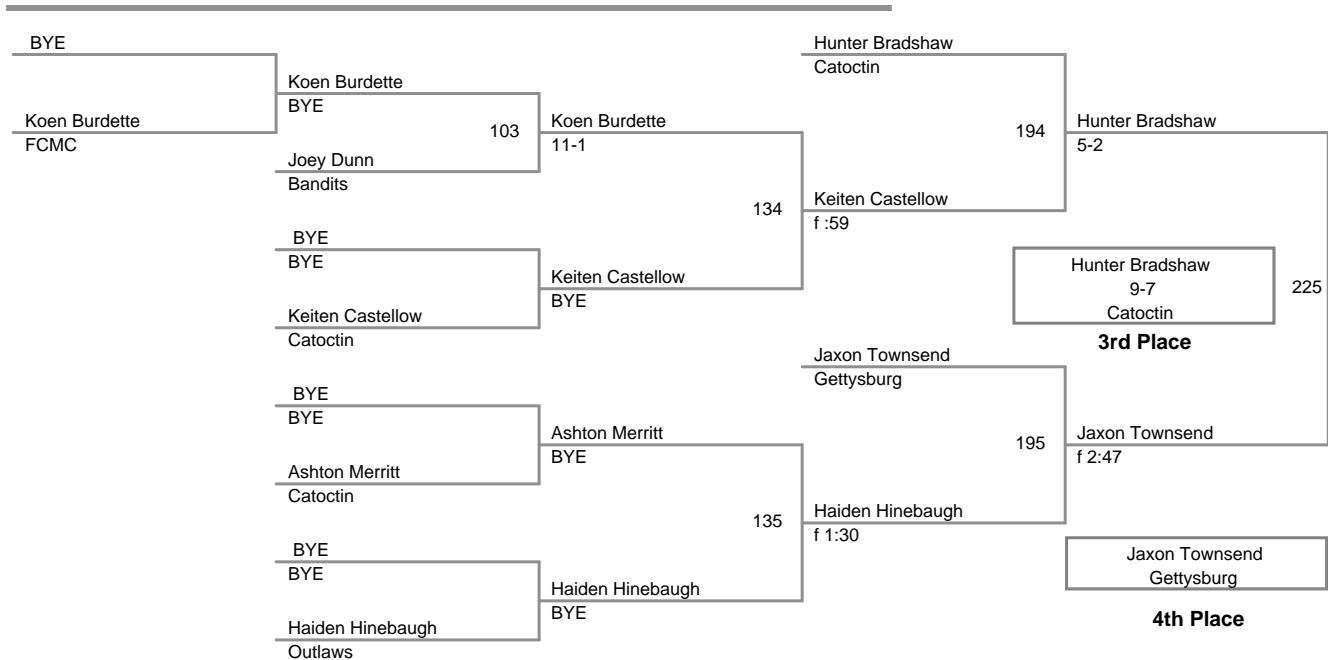 BYE
Koen Burdette
FCMC
Koen Burdette
BYE
103
Joey Dunn
Bandits
BYE
BYE
Keiten Castellow
Catoctin
BYE
BYE
Ashton Merritt
Catoctin
BYE
BYE
Haiden Hinebaugh
Outlaws
Koen Burdette
11-1
134
Keiten Castellow
BYE
Ashton Merritt
BYE
135
Haiden Hinebaugh
BYE
Hunter Bradshaw
Catoctin
194
Keiten Castellow
f :59
Jaxon Townsend
Gettysburg
195
Haiden Hinebaugh
f 1:30
Hunter Bradshaw
5-2
Hunter Bradshaw
9-7
Catoctin
225
3rd Place
Jaxon Townsend
f 2:47
Jaxon Townsend
Gettysburg
4th Place